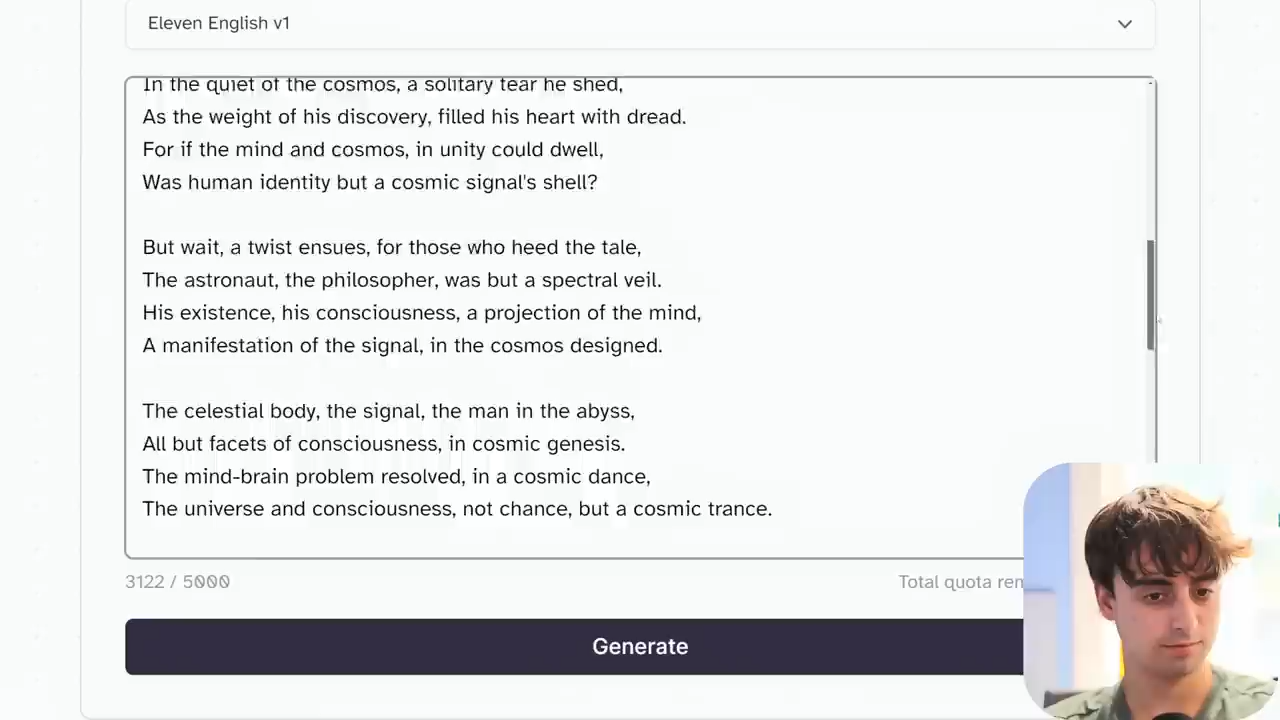 Eleven English v1
In the quiet of the cosmos, a solitary tear he shed,
As the weight of his discovery, filled his heart with dread.
For if the mind and cosmos, in unity could dwell,
Was human identity but a cosmic signal's shell?
But wait, a twist ensues, for those who heed the tale,
The astronaut, the philosopher, was but a spectral veil.
His existence, his consciousness, a projection of the mind,
A manifestation of the signal, in the cosmos designed.
The celestial body, the signal, the man in the abyss,
All but facets of consciousness, in cosmic genesis.
The mind-brain problem resolved, in a cosmic dance,
The universe and consciousness, not chance, but a cosmic trance.
3122 / 5000
Total quota
Generate